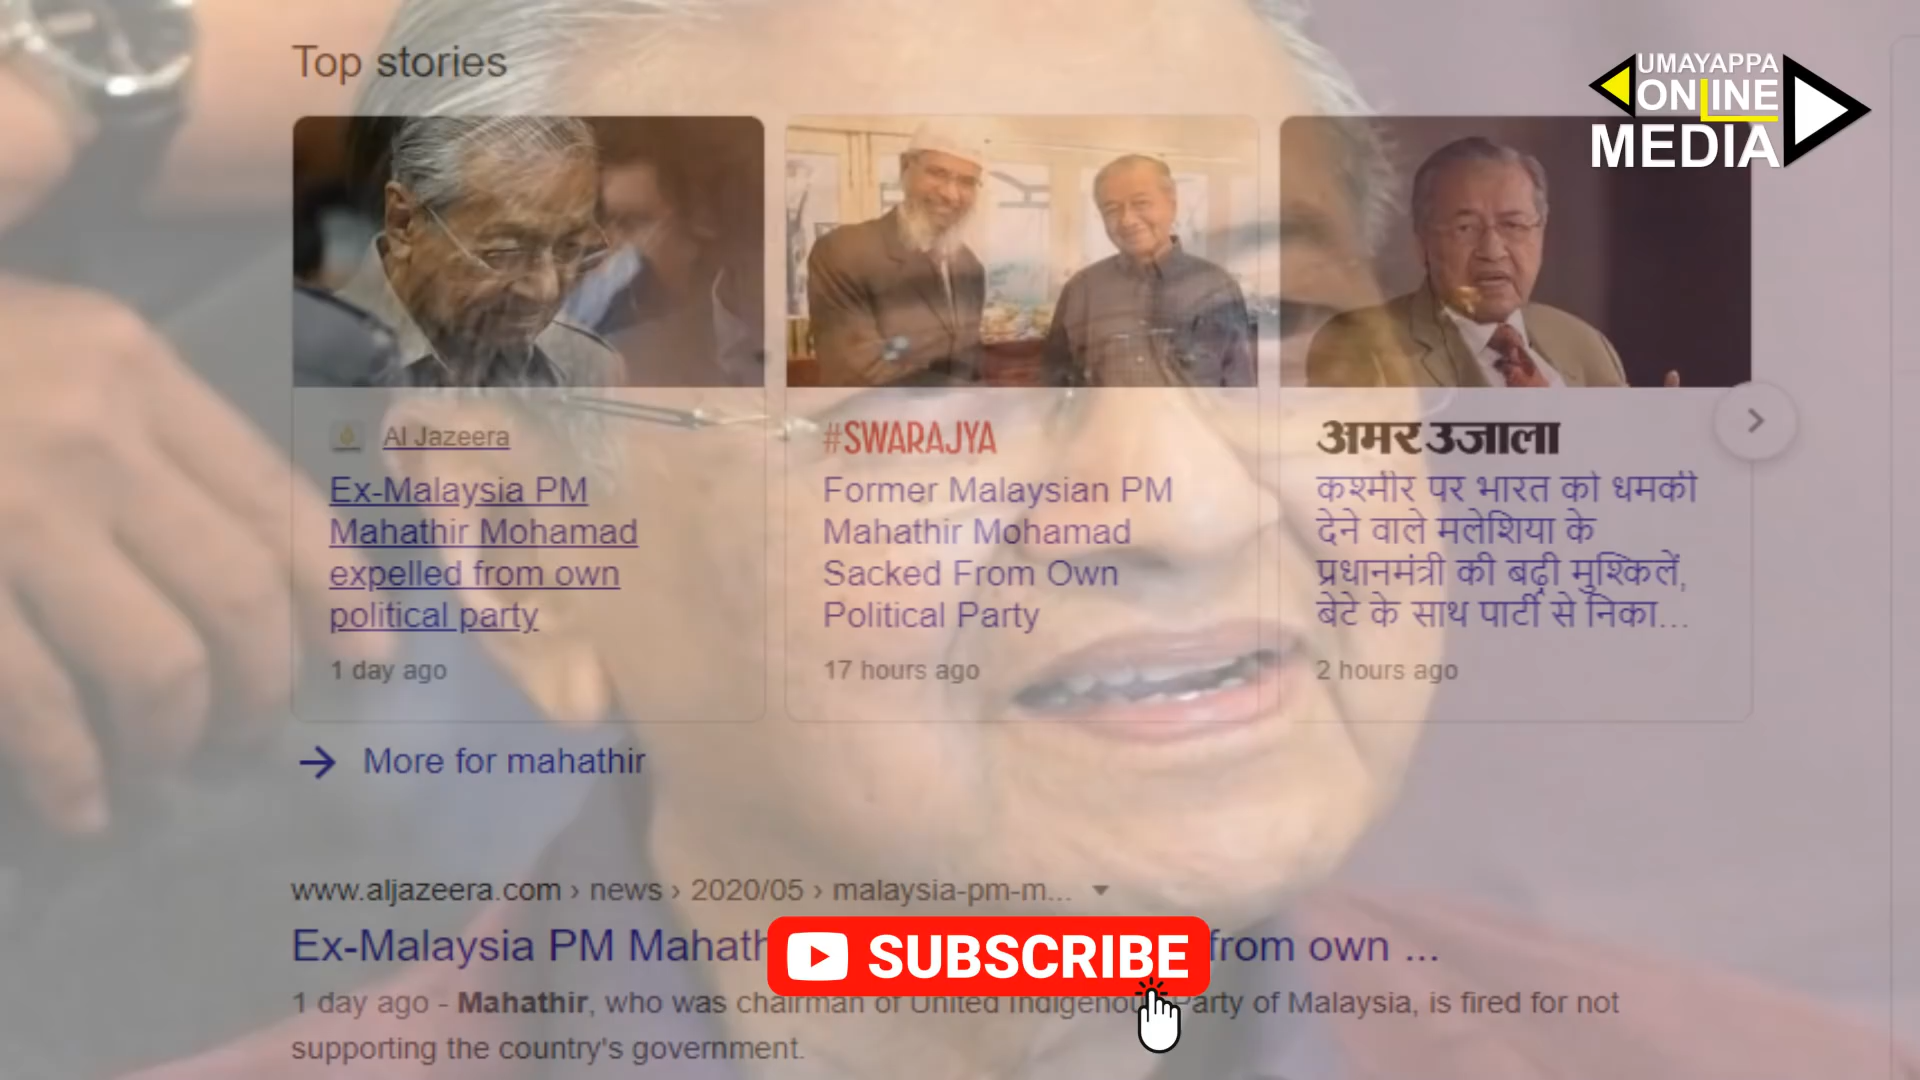 Top stories
UMAYAPPA
ONLINE
MEDIA
Al Jazeera
Ex-Malaysia PM
Mahathir Mohamad
expelled from own
political party
1 day ago
#SWARAJYA
Former Malaysian PM
Mahathir Mohamad
Sacked From Own
Political Party
17 hours ago
अमर उजाला
कश्मीर पर भारत को धमकी
देने वाले मलेशिया के
प्रधानमंत्री की बढ़ी मुश्किलें,
बेटे के साथ पार्टी से निका...
2 hours ago
More for mahathir
www.aljazeera.com › news › 2020/05 › malaysia-pm-m...
Ex-Malaysia PM Mahath from own ...
SUBSCRIBE
1 day ago - Mahathir, who was chairman of United Indigenou Party of Malaysia, is fired for not
supporting the country's government.